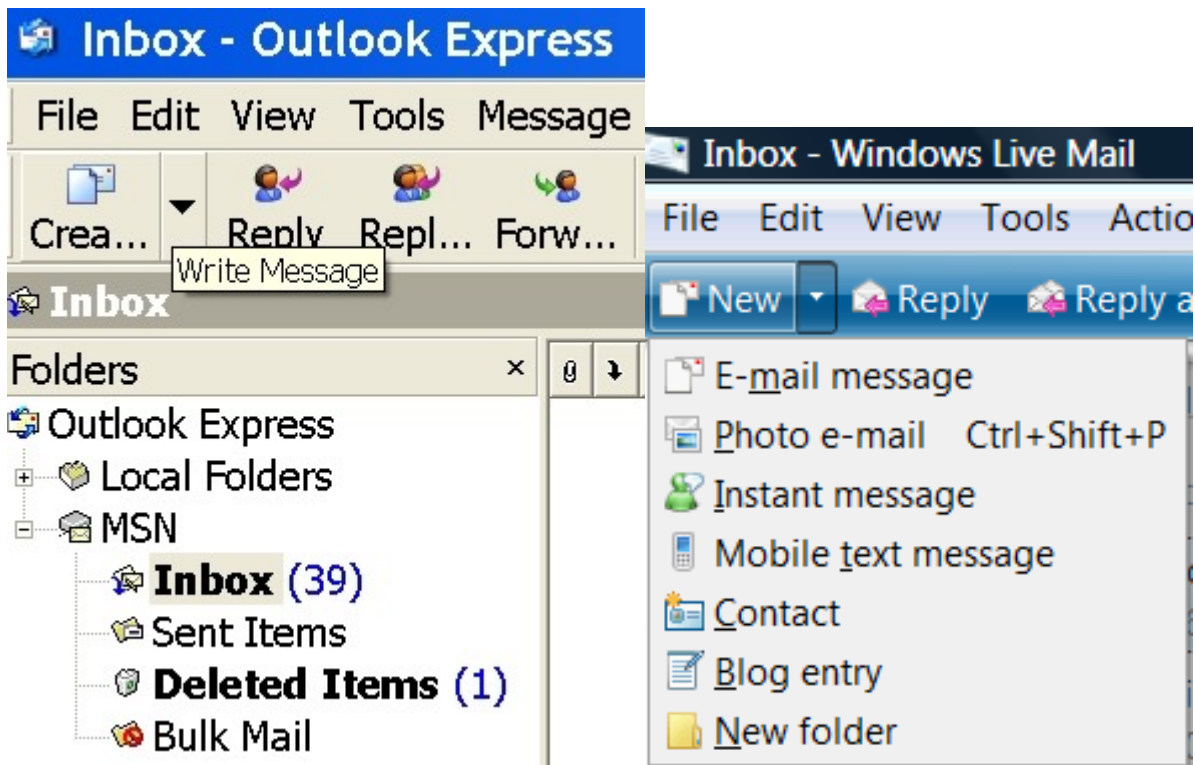 Inbox - Outlook Express
File Edit View Tools Message
Crea... Reply Repl... Forw...
Write Message
Inbox
Folders
Outlook Express
Local Folders
MSN
Inbox (39)
Sent Items
Deleted Items (1)
Bulk Mail
Inbox - Windows Live Mail
File Edit View Tools Actio
New Reply Reply a
E-mail message
Photo e-mail Ctrl+Shift+P
Instant message
Mobile text message
Contact
Blog entry
New folder